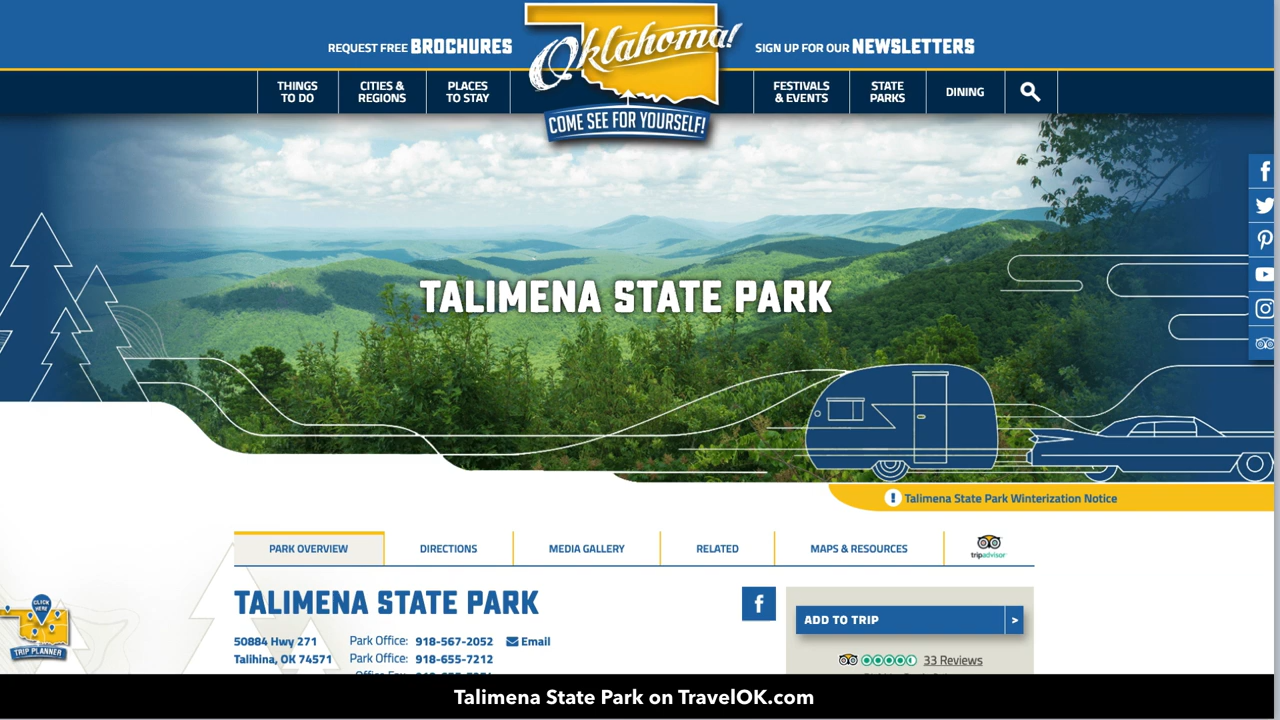 REQUEST FREE BROCHURES
Oklahoma!
COME SEE FOR YOURSELF!
SIGN UP FOR OUR NEWSLETTERS
THINGS
TO DO
CITIES &
REGIONS
PLACES
TO STAY
FESTIVALS
& EVENTS
STATE
PARKS
DINING
TALIMENA STATE PARK
! Talimena State Park Winterization Notice
PARK OVERVIEW
DIRECTIONS
MEDIA GALLERY
RELATED
MAPS & RESOURCES
tripadvisor
CLICK
HERE
TRIP PLANNER
TALIMENA STATE PARK
50884 Hwy 271
Talihina, OK 74571
Park Office: 918-567-2052 Email
Park Office: 918-655-7212
ADD TO TRIP >
33 Reviews
Talimena State Park on TravelOK.com